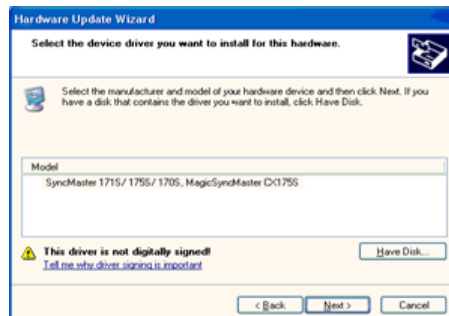 Hardware Update Wizard
Select the device driver you want to install for this hardware.
Select the manufacturer and model of your hardware device and then click Next. If you
have a disk that contains the driver you want to install, click Have Disk.
Model
SyncMaster 171S/ 175S/ 170S, MagicSyncMaster CX175S
This driver is not digitally signed!
Have Disk...
Tell me why driver signing is important
< Back
Next >
Cancel